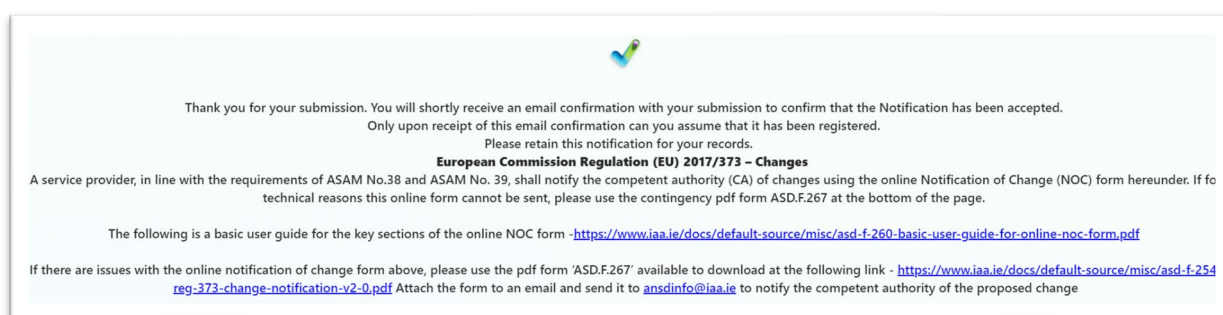 Thank you for your submission. You will shortly receive an email confirmation with your submission to confirm that the Notification has been accepted.
Only upon receipt of this email confirmation can you assume that it has been registered.
Please retain this notification for your records.
European Commission Regulation (EU) 2017/373 – Changes
A service provider, in line with the requirements of ASAM No.38 and ASAM No. 39, shall notify the competent authority (CA) of changes using the online Notification of Change (NOC) form hereunder. If fo
technical reasons this online form cannot be sent, please use the contingency pdf form ASD.F.267 at the bottom of the page.
The following is a basic user guide for the key sections of the online NOC form -https://www.iaa.ie/docs/default-source/misc/asd-f-260-basic-user-guide-for-online-noc-form.pdf
If there are issues with the online notification of change form above, please use the pdf form ‘ASD.F.267’ available to download at the following link - https://www.iaa.ie/docs/default-source/misc/asd-f-254
reg-373-change-notification-v2-0.pdf Attach the form to an email and send it to ansdinfo@iaa.ie to notify the competent authority of the proposed change